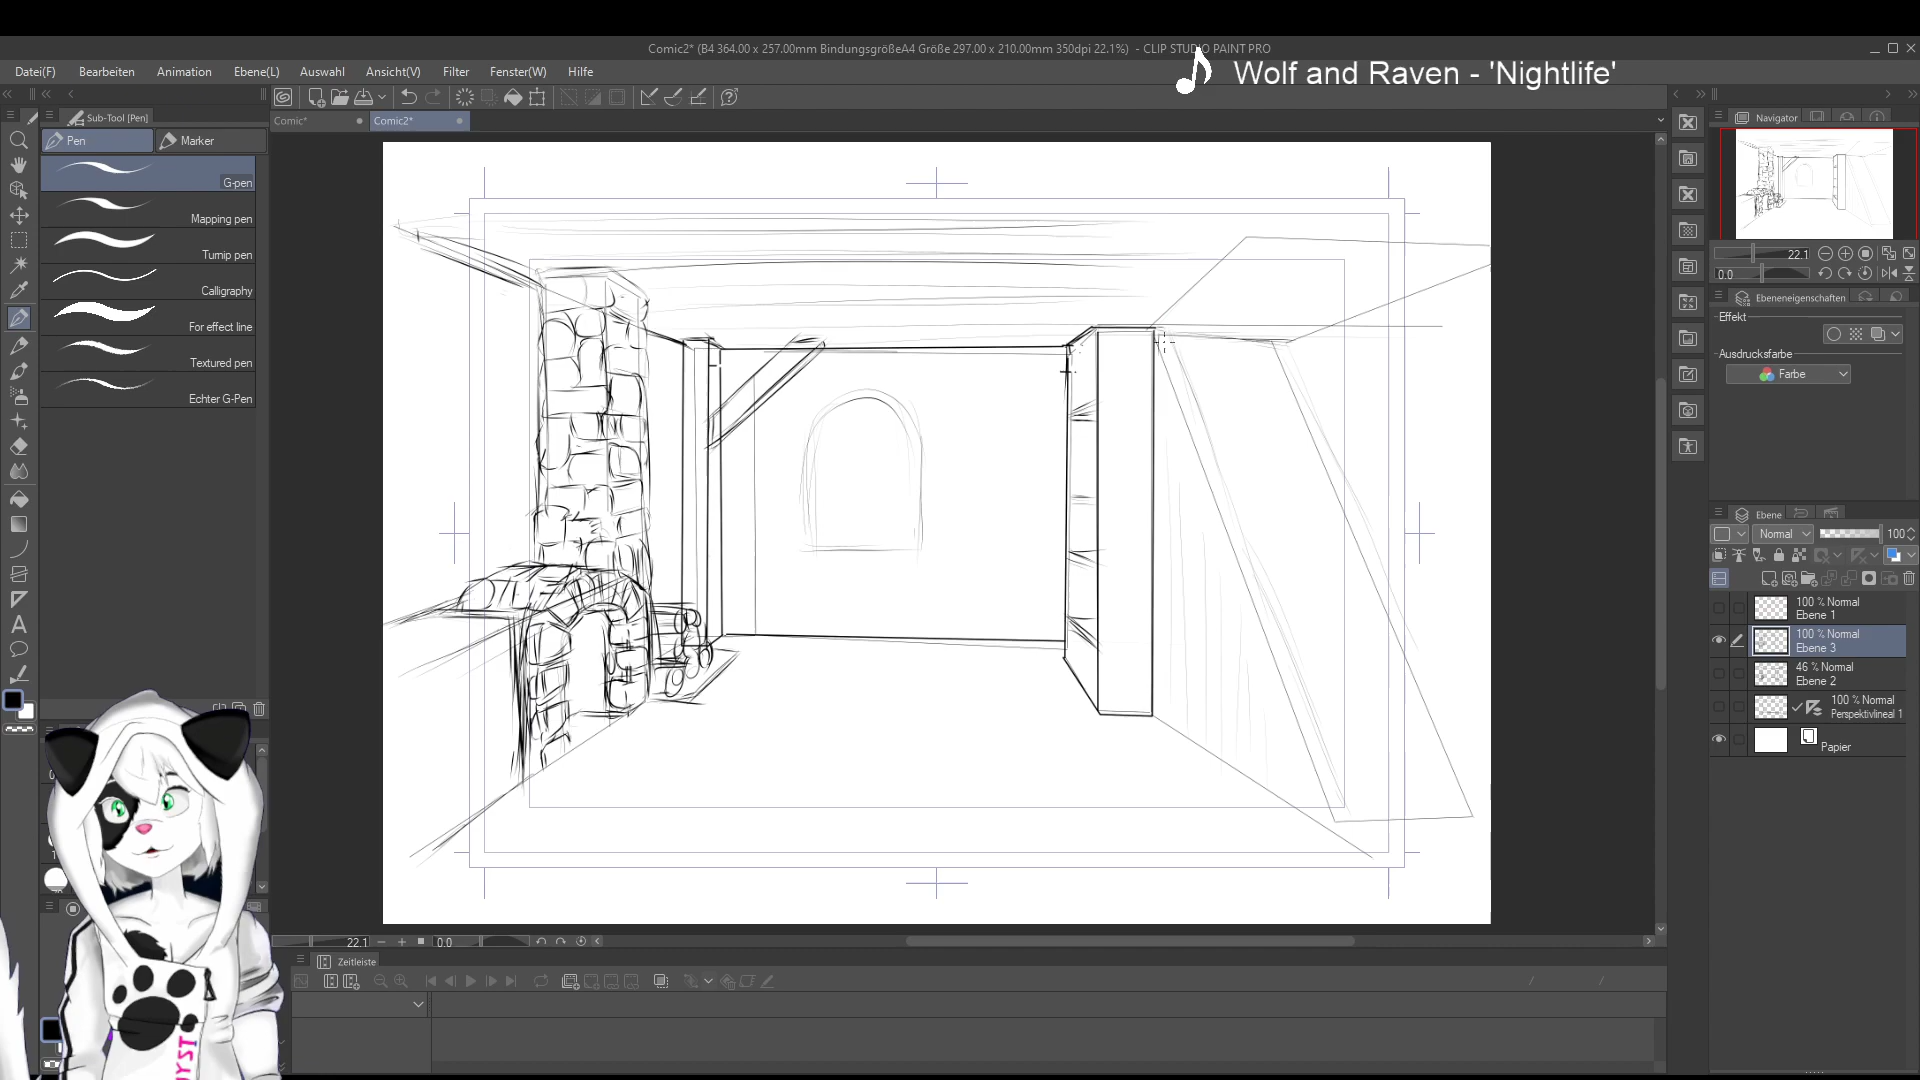 Comic2* (B4 364.00 x 257.00mm BindungsgrößeA4 Größe 297.00 x 210.00mm 350dpi 22.1%) - CLIP STUDIO PAINT PRO
Datei(F) Bearbeiten Animation Ebene(L) Auswahl Ansicht(V) Filter Fenster(W) Hilfe
Wolf and Raven - 'Nightlife'
Sub-Tool [Pen]
Comic*
Comic2*
Navigator
Pen
Marker
G-pen
Mapping pen
Turnip pen
Calligraphy
For effect line
Textured pen
Echter G-Pen
22.1
0.0
Ebeneneigenschaften
Effekt
Ausdrucksfarbe
Farbe
Ebene
Normal
100
100 % Normal
Ebene 1
100 % Normal
Ebene 3
46 % Normal
Ebene 2
100 % Normal
Perspektivlineal 1
Papier
22.1
0.0
Zeitleiste